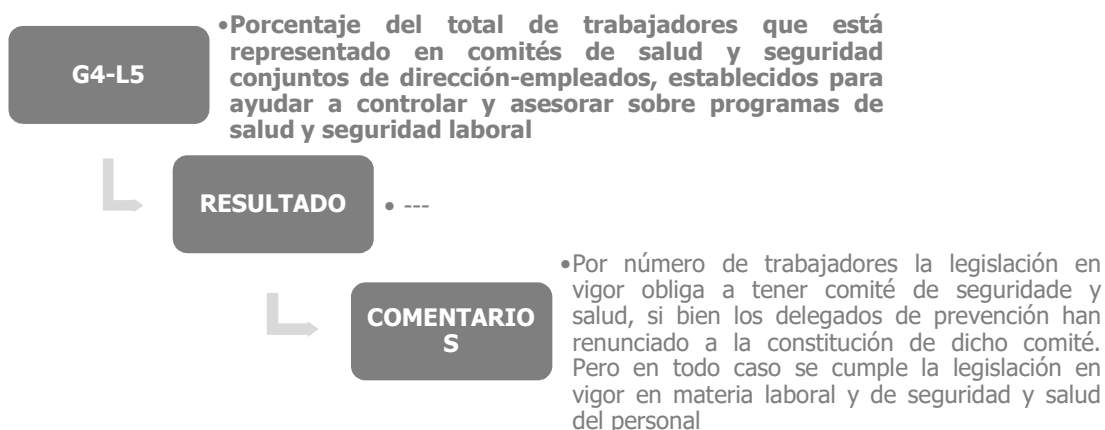 G4-L5
•Porcentaje del total de trabajadores que está
representado en comités de salud y seguridad
conjuntos de dirección-empleados, establecidos para
ayudar a controlar y asesorar sobre programas de
salud y seguridad laboral
RESULTADO
• ---
COMENTARIO
S
•Por número de trabajadores la legislación en
vigor obliga a tener comité de seguridade y
salud, si bien los delegados de prevención han
renunciado a la constitución de dicho comité.
Pero en todo caso se cumple la legislación en
vigor en materia laboral y de seguridad y salud
del personal